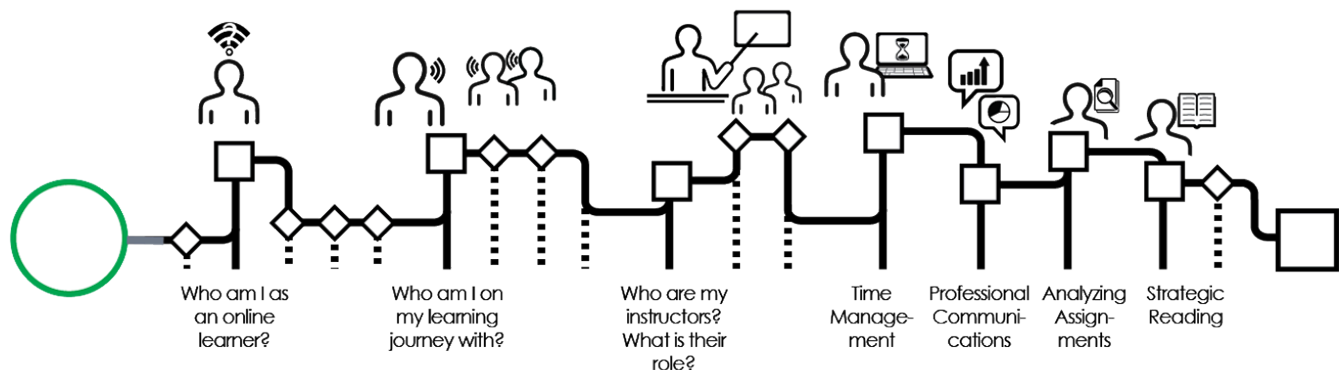 Who am I as
an online
learner?
Who am I on
my learning
journey with?
Who are my
instructors?
What is their
role?
Time
Manage-
ment
Professional
Communi-
cations
Analyzing
Assign-
ments
Strategic
Reading